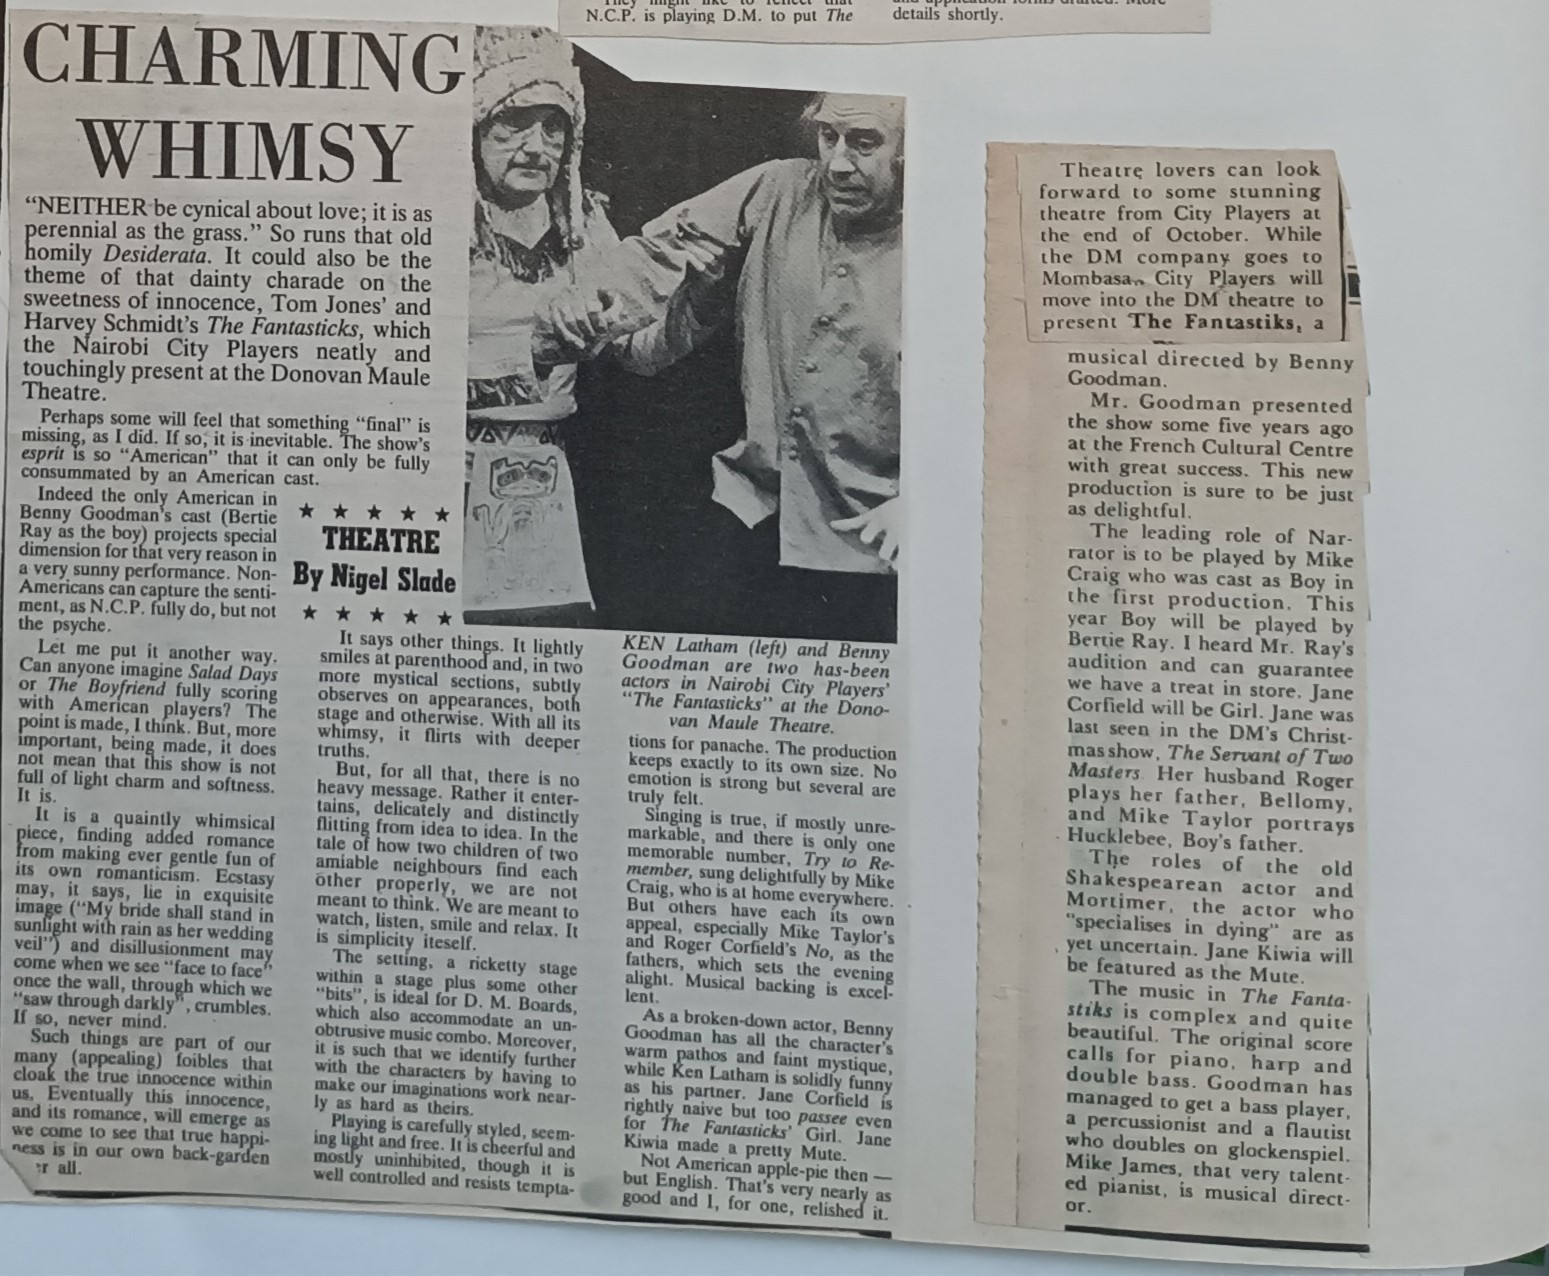 They might like to reflect that
N.C.P. is playing D.M. to put The
and application forms drafted. More
details shortly.
CHARMING
WHIMSY
“NEITHER be cynical about love; it is as
perennial as the grass.” So runs that old
homily Desiderata. It could also be the
theme of that dainty charade on the
sweetness of innocence, Tom Jones’ and
Harvey Schmidt’s The Fantasticks, which
the Nairobi City Players neatly and
touchingly present at the Donovan Maule
Theatre.
Perhaps some will feel that something “final” is
missing, as I did. If so, it is inevitable. The show’s
esprit is so “American” that it can only be fully
consummated by an American cast.
Indeed the only American in
Benny Goodman’s cast (Bertie
Ray as the boy) projects special
dimension for that very reason in
a very sunny performance. Non-
Americans can capture the senti-
ment, as N.C.P. fully do, but not
the psyche.
Let me put it another way.
Can anyone imagine Salad Days
or The Boyfriend fully scoring
with American players? The
point is made, I think. But, more
important, being made, it does
not mean that this show is not
full of light charm and softness.
It is.
It is a quaintly whimsical
piece, finding added romance
from making ever gentle fun of
its own romanticism. Ecstasy
may, it says, lie in exquisite
image (“My bride shall stand in
sunlight with rain as her wedding
veil”) and disillusionment may
come when we see “face to face”
once the wall, through which we
“saw through darkly”, crumbles.
If so, never mind.
Such things are part of our
many (appealing) foibles that
cloak the true innocence within
us. Eventually this innocence,
and its romance, will emerge as
we come to see that true happi-
ness is in our own back-garden
er all.
★ ★ ★ ★ ★
THEATRE
By Nigel Slade
★ ★ ★ ★ ★
It says other things. It lightly
smiles at parenthood and, in two
more mystical sections, subtly
observes on appearances, both
stage and otherwise. With all its
whimsy, it flirts with deeper
truths.
But, for all that, there is no
heavy message. Rather it enter-
tains, delicately and distinctly
flitting from idea to idea. In the
tale of how two children of two
amiable neighbours find each
other properly, we are not
meant to think. We are meant to
watch, listen, smile and relax. It
is simplicity iteself.
The setting, a ricketty stage
within a stage plus some other
“bits”, is ideal for D. M. Boards,
which also accommodate an un-
obtrusive music combo. Moreover,
it is such that we identify further
with the characters by having to
make our imaginations work near-
ly as hard as theirs.
Playing is carefully styled, seem-
ing light and free. It is cheerful and
mostly uninhibited, though it is
well controlled and resists tempta-
KEN Latham (left) and Benny
Goodman are two has-been
actors in Nairobi City Players’
“The Fantasticks” at the Dono-
van Maule Theatre.
tions for panache. The production
keeps exactly to its own size. No
emotion is strong but several are
truly felt.
Singing is true, if mostly unre-
markable, and there is only one
memorable number, Try to Re-
member, sung delightfully by Mike
Craig, who is at home everywhere.
But others have each its own
appeal, especially Mike Taylor’s
and Roger Corfield’s No, as the
fathers, which sets the evening
alight. Musical backing is excel-
lent.
As a broken-down actor, Benny
Goodman has all the character’s
warm pathos and faint mystique,
while Ken Latham is solidly funny
as his partner. Jane Corfield is
rightly naive but too passee even
for The Fantasticks’ Girl. Jane
Kiwia made a pretty Mute.
Not American apple-pie then —
but English. That’s very nearly as
good and I, for one, relished it.
Theatre lovers can look
forward to some stunning
theatre from City Players at
the end of October. While
the DM company goes to
Mombasa, City Players will
move into the DM theatre to
present The Fantastiks, a
musical directed by Benny
Goodman.
Mr. Goodman presented
the show some five years ago
at the French Cultural Centre
with great success. This new
production is sure to be just
as delightful.
The leading role of Nar-
rator is to be played by Mike
Craig who was cast as Boy in
the first production. This
year Boy will be played by
Bertie Ray. I heard Mr. Ray’s
audition and can guarantee
we have a treat in store. Jane
Corfield will be Girl. Jane was
last seen in the DM’s Christ-
mas show, The Servant of Two
Masters. Her husband Roger
plays her father, Bellomy,
and Mike Taylor portrays
Hucklebee, Boy’s father.
The roles of the old
Shakespearean actor and
Mortimer, the actor who
“specialises in dying” are as
yet uncertain. Jane Kiwia will
be featured as the Mute.
The music in The Fanta-
stiks is complex and quite
beautiful. The original score
calls for piano, harp and
double bass. Goodman has
managed to get a bass player,
a percussionist and a flautist
who doubles on glockenspiel.
Mike James, that very talent-
ed pianist, is musical direct-
or.